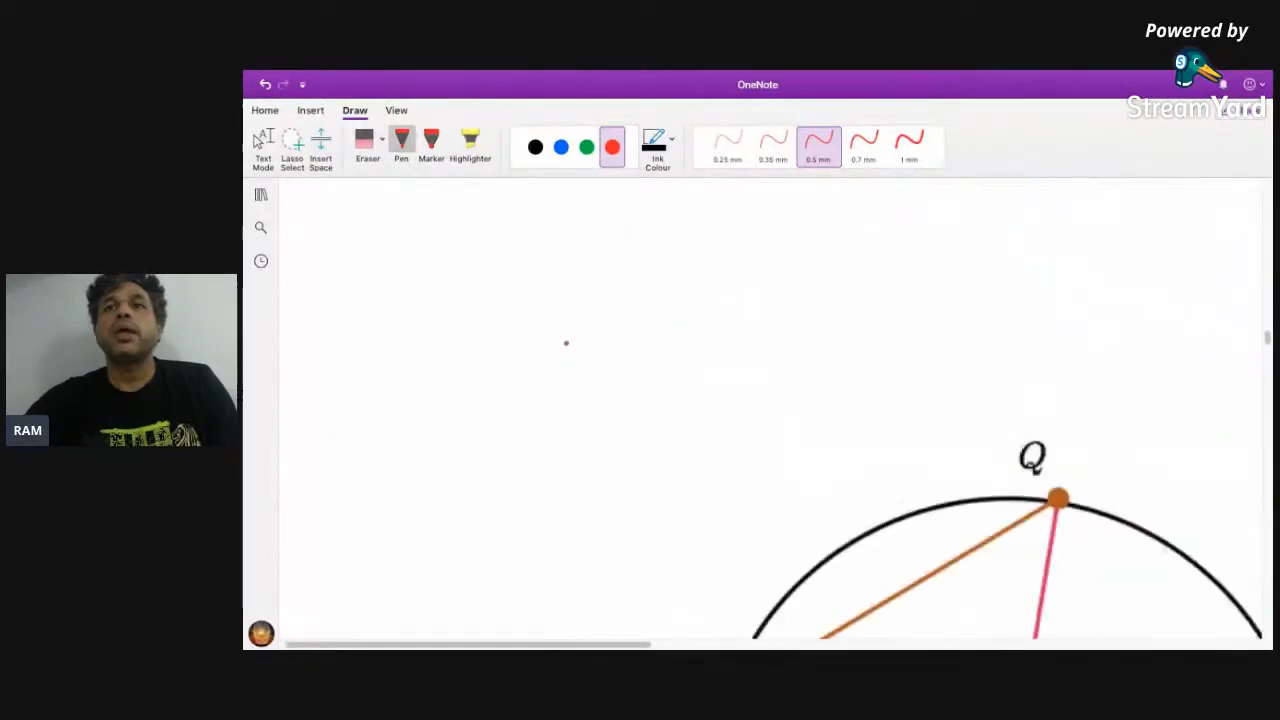 Powered by
StreamYard
OneNote
Home Insert Draw View
Text Mode
Lasso Select
Insert Space
Eraser
Pen
Marker
Highlighter
Ink Colour
0.25 mm
0.35 mm
0.5 mm
0.7 mm
1 mm
RAM
Q